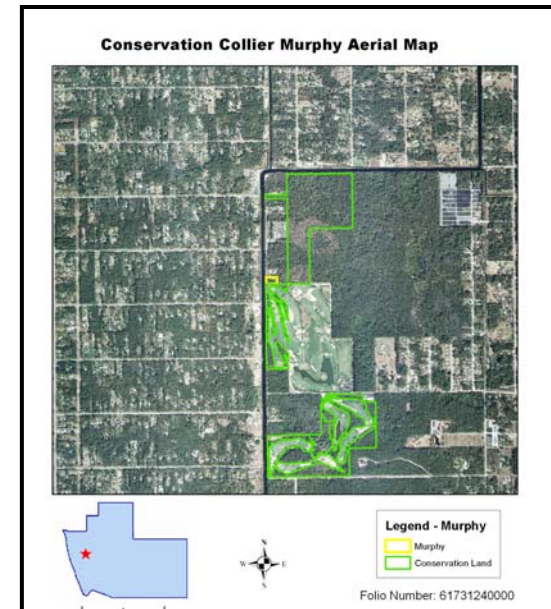 Conservation Collier Murphy Aerial Map
W
N
E
S
Legend - Murphy
Murphy
Conservation Land
Folio Number: 61731240000